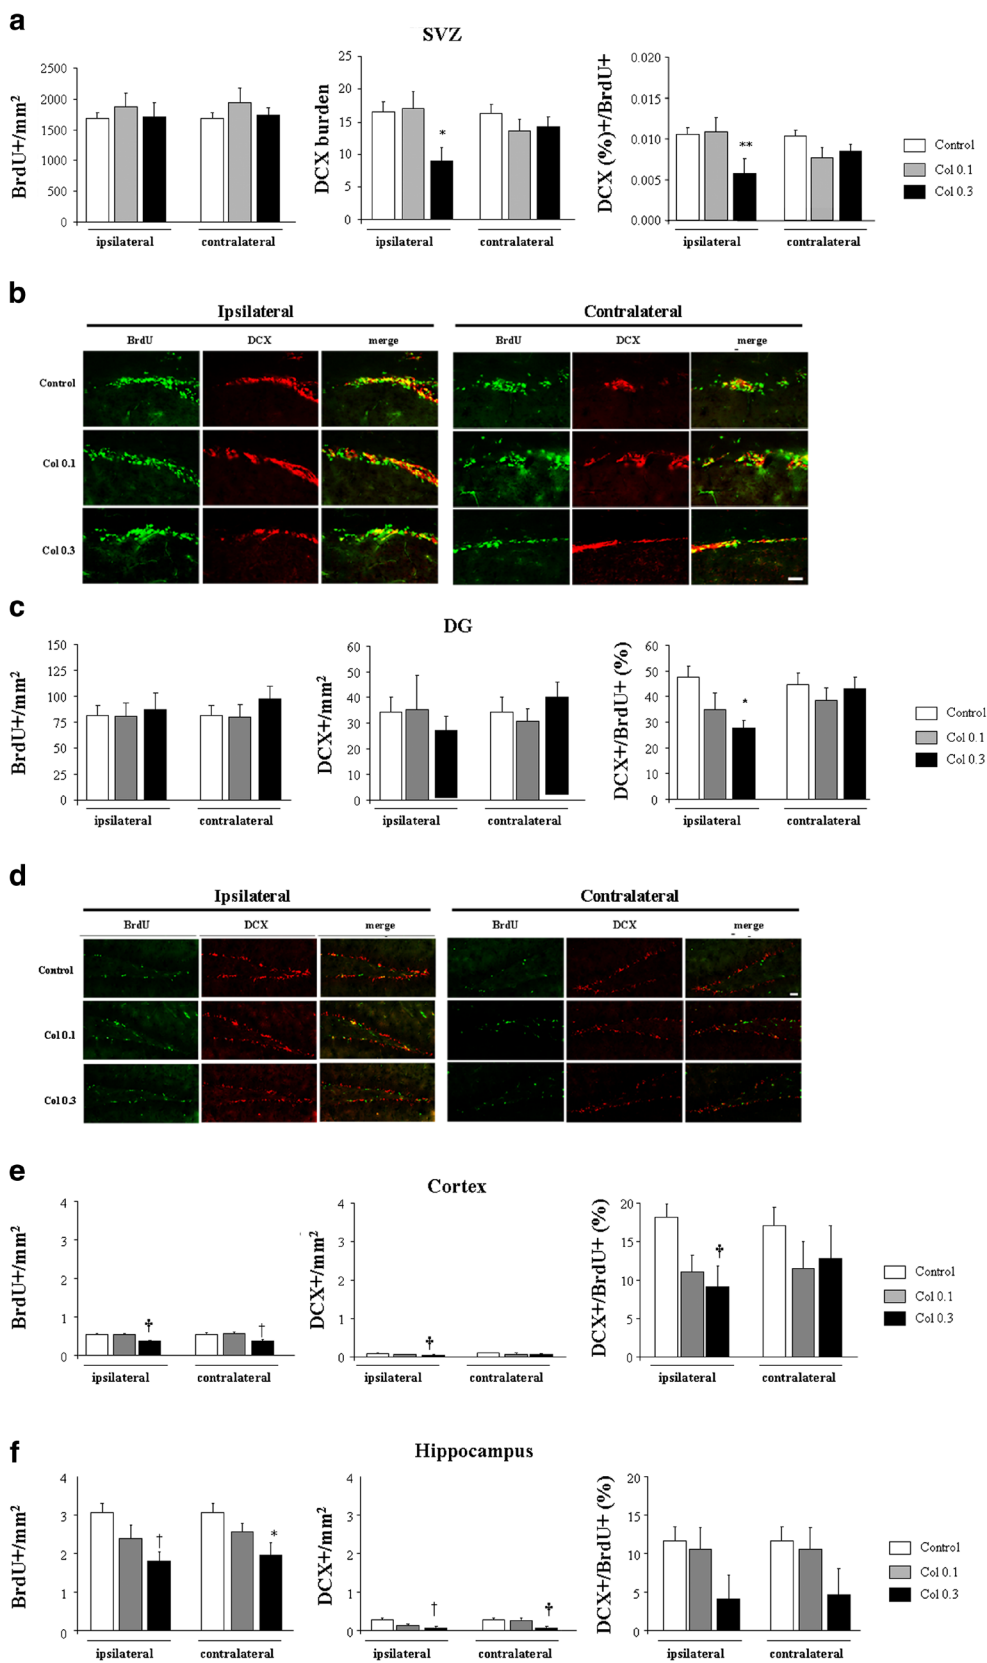 a
SVZ
BrdU+/mm²
2500
2000
1500
1000
500
0
ipsilateral
contralateral
DCX burden
25
20
15
10
5
0
*
ipsilateral
contralateral
DCX (%)+/BrdU+
0.020
0.015
0.010
0.005
0.000
**
ipsilateral
contralateral
Control
Col 0.1
Col 0.3
b
Ipsilateral
Contralateral
BrdU DCX merge BrdU DCX merge
Control
Col 0.1
Col 0.3
c
DG
BrdU+/mm²
150
125
100
75
50
25
0
ipsilateral
contralateral
DCX+/mm²
60
50
40
30
20
10
0
ipsilateral
contralateral
DCX+/BrdU+ (%)
60
50
40
30
20
10
0
*
ipsilateral
contralateral
Control
Col 0.1
Col 0.3
d
Ipsilateral
Contralateral
BrdU DCX merge BrdU DCX merge
Control
Col 0.1
Col 0.3
e
Cortex
BrdU+/mm²
4
3
2
1
0
‡ †
ipsilateral
contralateral
DCX+/mm²
4
3
2
1
0
‡
ipsilateral
contralateral
DCX+/BrdU+ (%)
20
15
10
5
0
‡
ipsilateral
contralateral
Control
Col 0.1
Col 0.3
f
Hippocampus
BrdU+/mm²
4
3
2
1
0
† *
ipsilateral
contralateral
DCX+/mm²
4
3
2
1
0
† ‡
ipsilateral
contralateral
DCX+/BrdU+ (%)
20
15
10
5
0
ipsilateral
contralateral
Control
Col 0.1
Col 0.3